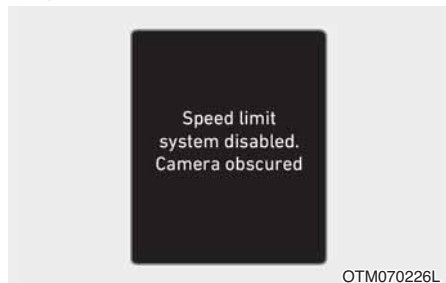 Speed limit
system disabled.
Camera obscured
OTM070226L